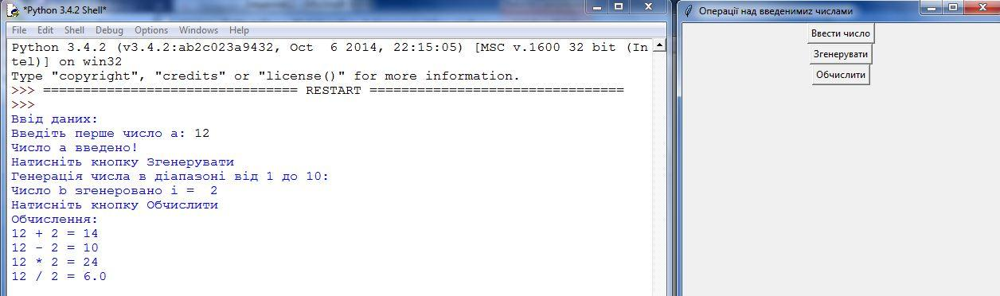 *Python 3.4.2 Shell*
File Edit Shell Debug Options Windows Help
Python 3.4.2 (v3.4.2:ab2c023a9432, Oct  6 2014, 22:15:05) [MSC v.1600 32 bit (In
tel)] on win32
Type "copyright", "credits" or "license()" for more information.
>>> ================================ RESTART ================================
>>>
Ввід даних:
Введіть перше число a: 12
Число a введено!
Натисніть кнопку Згенерувати
Генерація числа в діапазоні від 1 до 10:
Число b згенеровано і =  2
Натисніть кнопку Обчислити
Обчислення:
12 + 2 = 14
12 - 2 = 10
12 * 2 = 24
12 / 2 = 6.0
Операції над введенимиz числами
Ввести число
Згенерувати
Обчислити